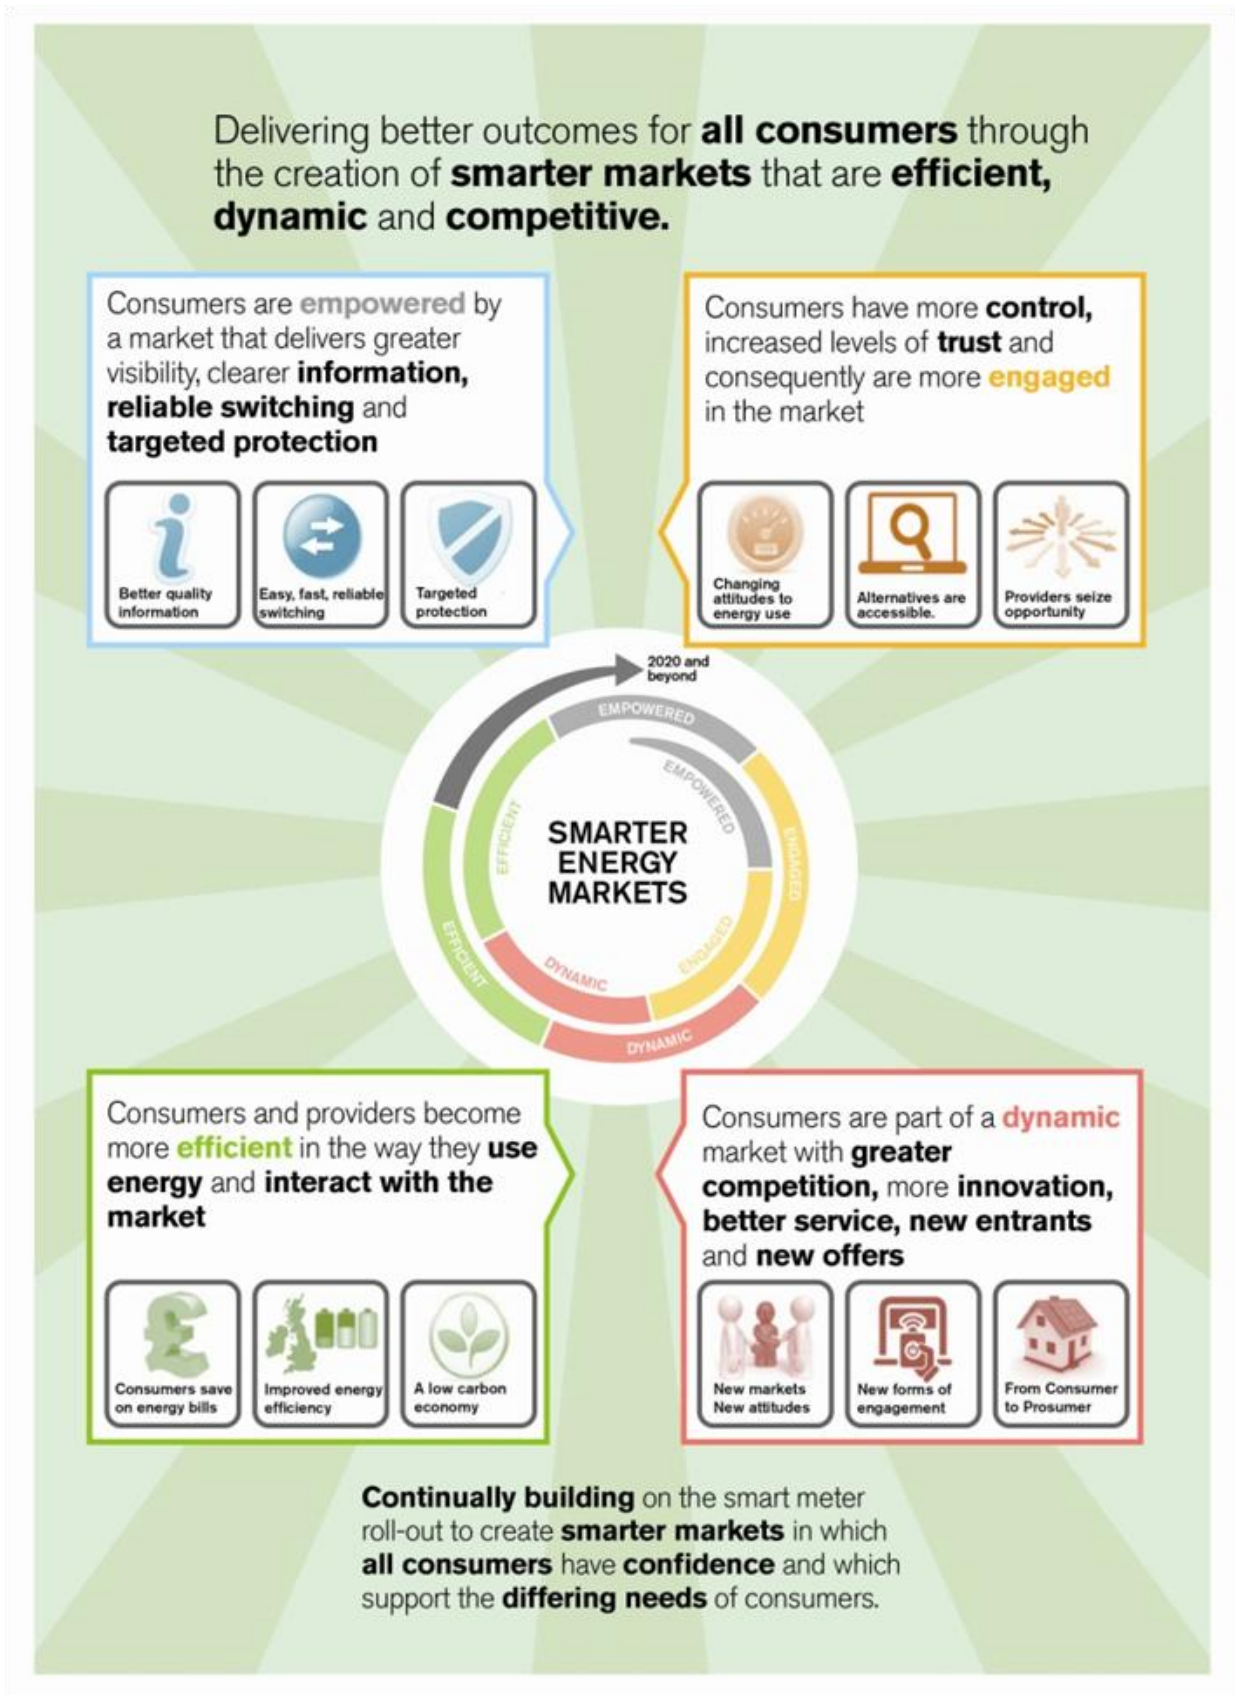 Delivering better outcomes for all consumers through
the creation of smarter markets that are efficient,
dynamic and competitive.
Consumers are empowered by
a market that delivers greater
visibility, clearer information,
reliable switching and
targeted protection
Better quality
information
Easy, fast, reliable
switching
Targeted
protection
Consumers have more control,
increased levels of trust and
consequently are more engaged
in the market
Changing
attitudes to
energy use
Alternatives are
accessible.
Providers seize
opportunity
2020 and
beyond
EMPOWERED
EMPOWERED
ENGAGED
ENGAGED
DYNAMIC
DYNAMIC
EFFICIENT
EFFICIENT
SMARTER
ENERGY
MARKETS
Consumers and providers become
more efficient in the way they use
energy and interact with the
market
Consumers save
on energy bills
Improved energy
efficiency
A low carbon
economy
Consumers are part of a dynamic
market with greater
competition, more innovation,
better service, new entrants
and new offers
New markets
New attitudes
New forms of
engagement
From Consumer
to Prosumer
Continually building on the smart meter
roll-out to create smarter markets in which
all consumers have confidence and which
support the differing needs of consumers.